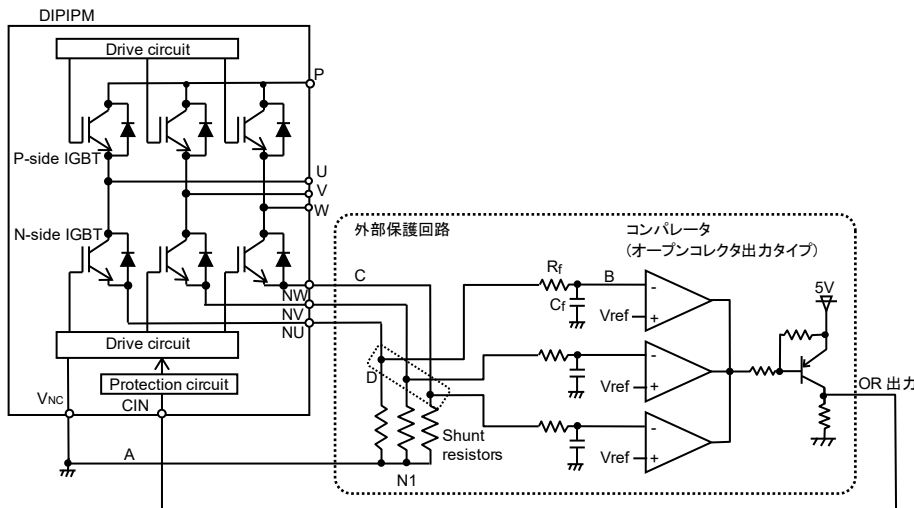 DIPIPM
Drive circuit
P
P-side IGBT
U
V
W
N-side IGBT
外部保護回路
コンパレータ
(オープンコレクタ出力タイプ)
C
Rf
B
5V
NW
Cf
Vref
NV
NU
Drive circuit
Protection circuit
D
Vref
OR 出力
VNC
CIN
Shunt
resistors
Vref
A
N1
-
+
-
+
-
+